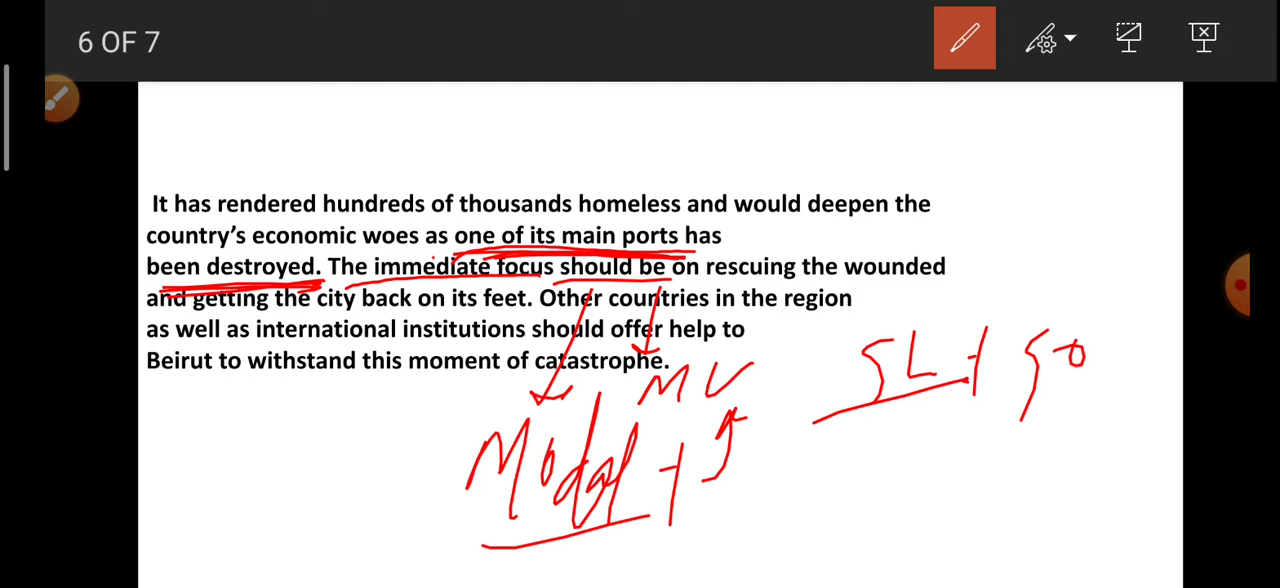 6 OF 7
It has rendered hundreds of thousands homeless and would deepen the
country's economic woes as one of its main ports has
been destroyed. The immediate focus should be on rescuing the wounded
and getting the city back on its feet. Other countries in the region
as well as international institutions should offer help to
Beirut to withstand this moment of catastrophe.
MV
Modal +